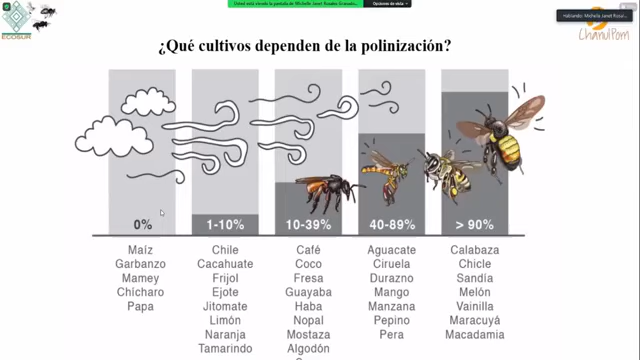 Usted está viendo la pantalla de Michelle Janet Rosales Granados
Opciones de vista
Hablando: Michelle Janet Rosal...
ECOSUR
ChanulPom
¿Qué cultivos dependen de la polinización?
0%
1-10%
10-39%
40-89%
> 90%
Maíz
Garbanzo
Mamey
Chícharo
Papa
Chile
Cacahuate
Frijol
Ejote
Jitomate
Limón
Naranja
Tamarindo
Café
Coco
Fresa
Guayaba
Haba
Nopal
Mostaza
Algodón
Aguacate
Ciruela
Durazno
Mango
Manzana
Pepino
Pera
Calabaza
Chicle
Sandía
Melón
Vainilla
Maracuyá
Macadamia